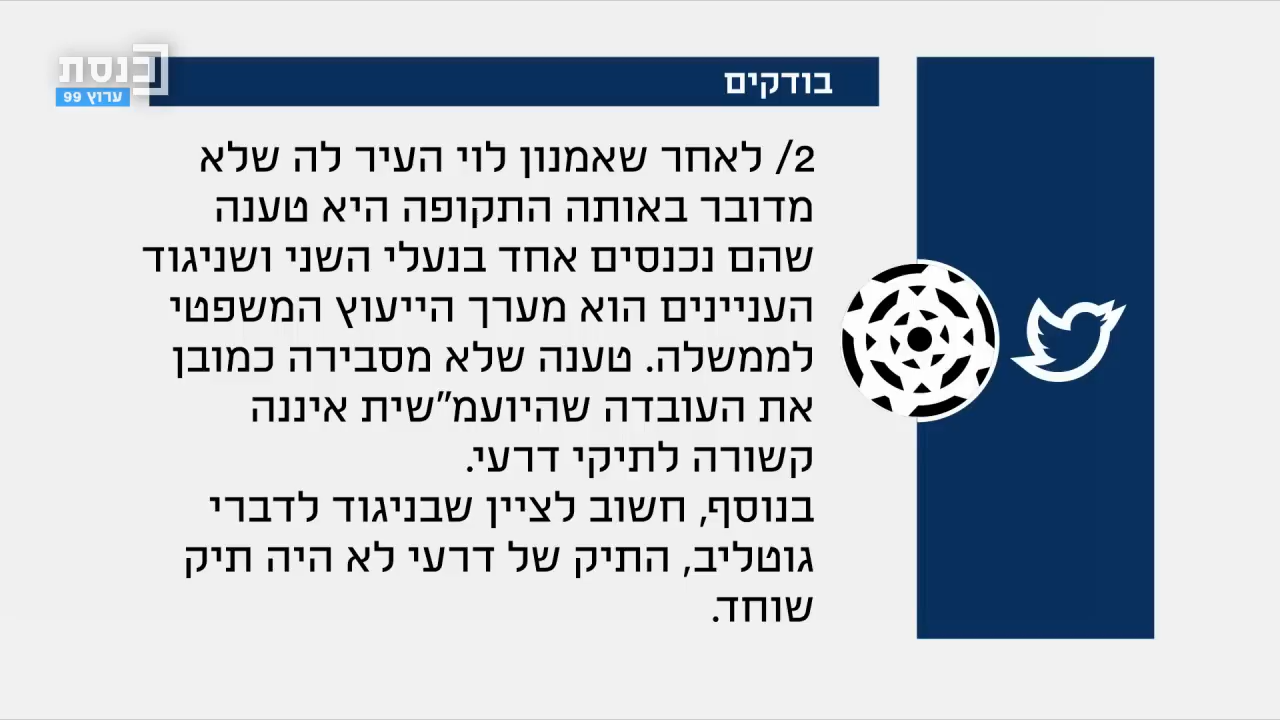 כנסת
ערוץ 99
בודקים
2/ לאחר שאמנון לוי העיר לה שלא
מדובר באותה התקופה היא טענה
שהם נכנסים אחד בנעלי השני ושניגוד
העניינים הוא מערך הייעוץ המשפטי
לממשלה. טענה שלא מסבירה כמובן
את העובדה שהיועמ"שית איננה
קשורה לתיקי דרעי.
בנוסף, חשוב לציין שבניגוד לדברי
גוטליב, התיק של דרעי לא היה תיק
שוחד.